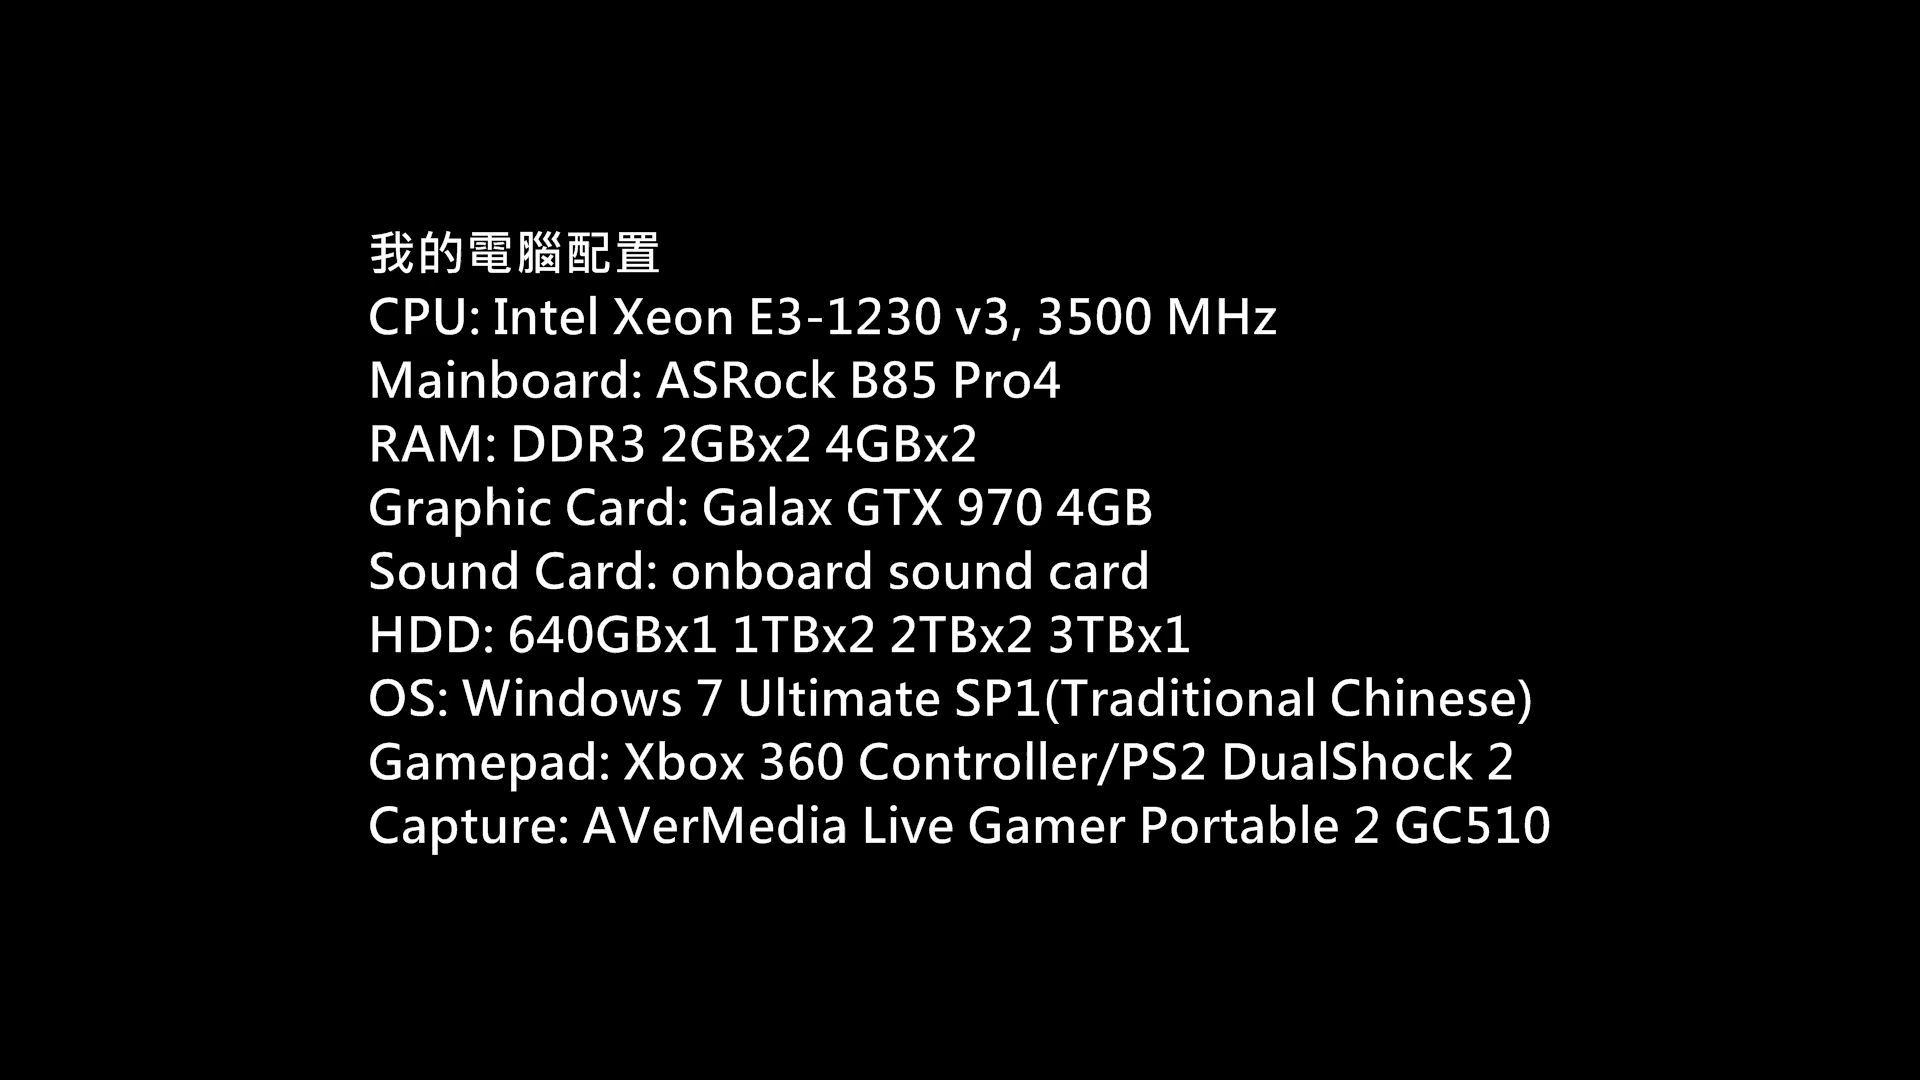 我的電腦配置
CPU: Intel Xeon E3-1230 v3, 3500 MHz
Mainboard: ASRock B85 Pro4
RAM: DDR3 2GBx2 4GBx2
Graphic Card: Galax GTX 970 4GB
Sound Card: onboard sound card
HDD: 640GBx1 1TBx2 2TBx2 3TBx1
OS: Windows 7 Ultimate SP1(Traditional Chinese)
Gamepad: Xbox 360 Controller/PS2 DualShock 2
Capture: AVerMedia Live Gamer Portable 2 GC510